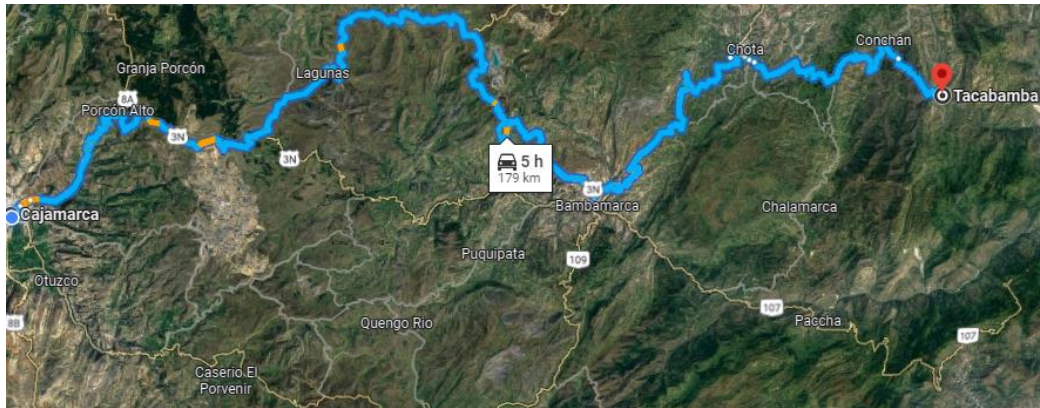 Granja Porcón
8A
Porcón Alto
3N
Lagunas
3N
Cajamarca
Otuzco
8B
Caserio El
Porvenir
Quengo Rio
Puquipata
5 h
179 km
3N
Bambamarca
109
Chota
Conchán
Tacabamba
Chalamarca
107
Paccha
107